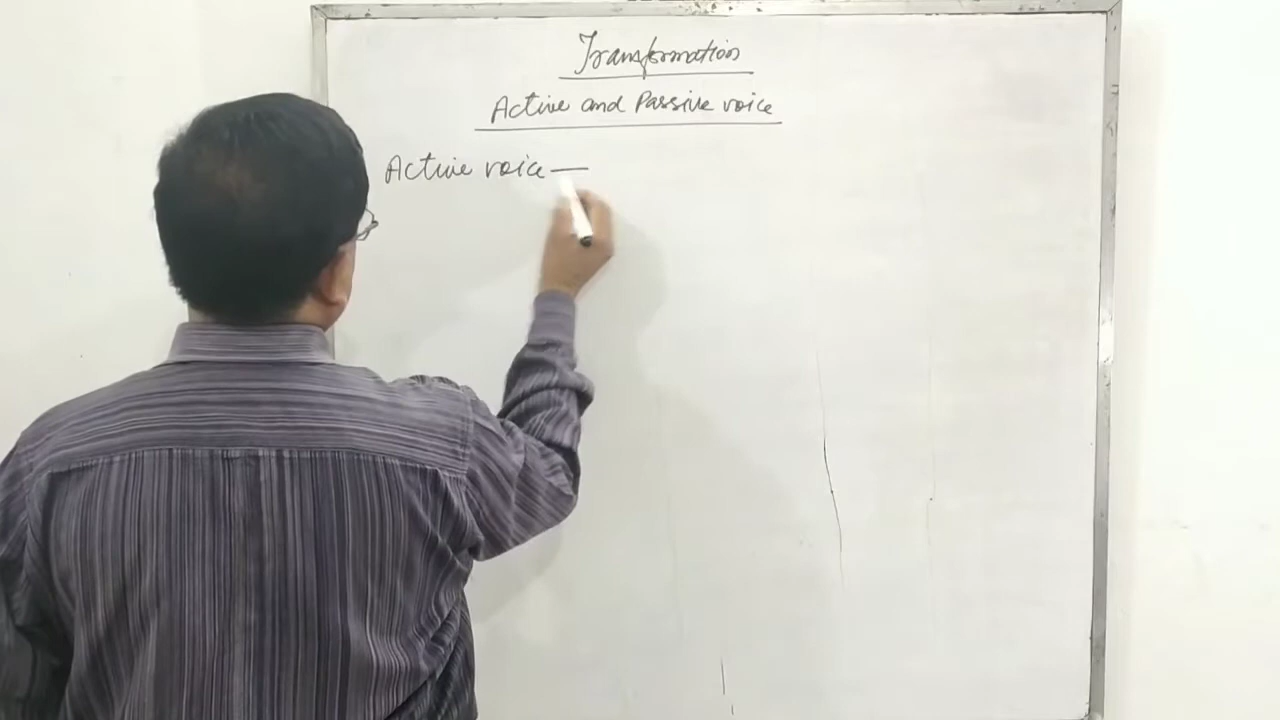 Transformation
Active and Passive voice
Active voice —